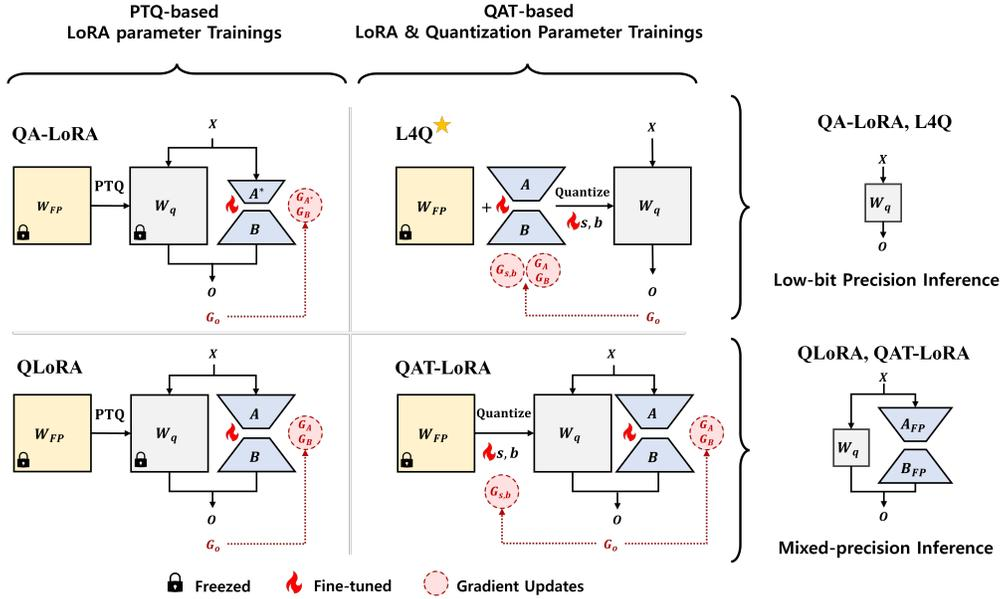 PTQ-based
LoRA parameter Trainings
QAT-based
LoRA & Quantization Parameter Trainings
QA-LoRA
X
W_FP
PTQ
W_q
A*
B
G_A*
G_B
O
G_o
L4Q
X
W_FP
+
A
B
Quantize
s, b
W_q
G_s,b
G_A
G_B
O
G_o
QA-LoRA, L4Q
X
W_q
O
Low-bit Precision Inference
QLoRA
X
W_FP
PTQ
W_q
A
B
G_A
G_B
O
G_o
QAT-LoRA
X
W_FP
Quantize
s, b
W_q
A
B
G_A
G_B
G_s,b
O
G_o
QLoRA, QAT-LoRA
X
W_q
A_FP
B_FP
O
Mixed-precision Inference
Freezed
Fine-tuned
Gradient Updates